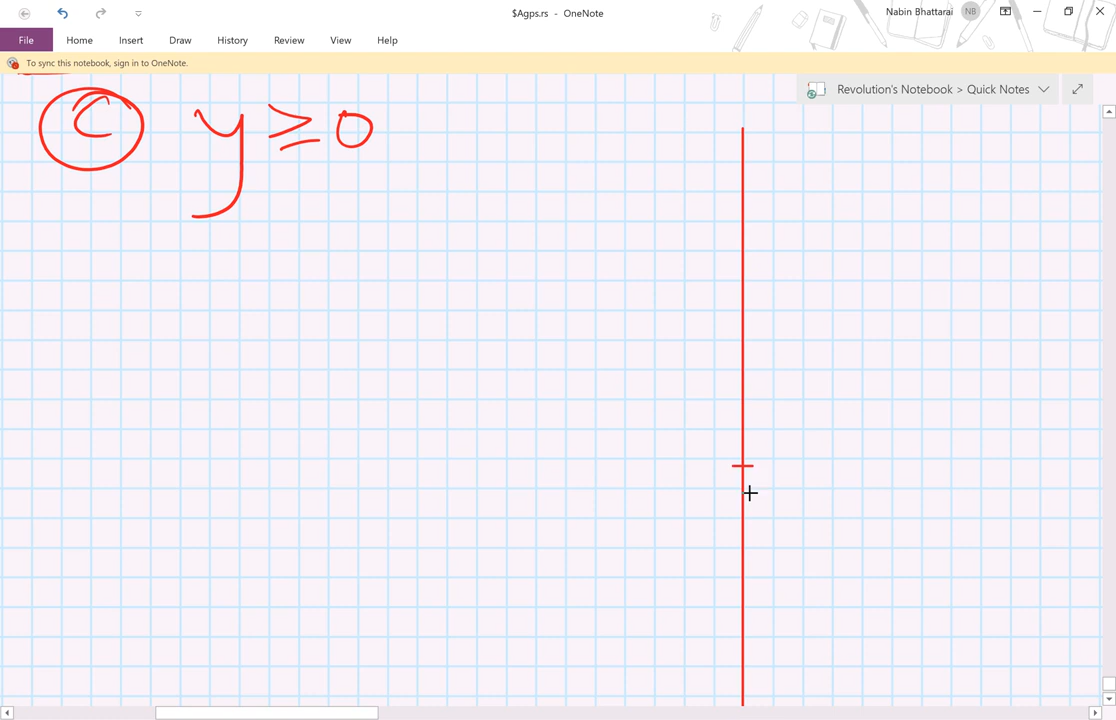 $Agps.rs - OneNote
Nabin Bhattarai NB
File Home Insert Draw History Review View Help
To sync this notebook, sign in to OneNote.
Revolution's Notebook > Quick Notes
c y ≥ 0